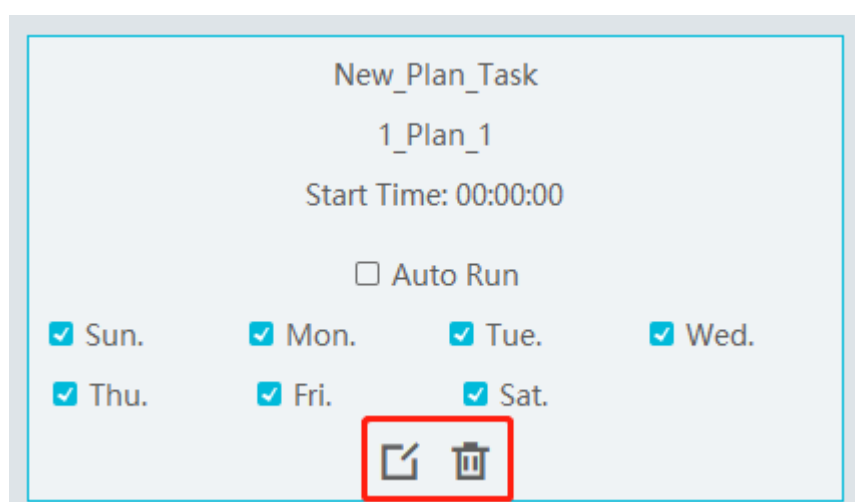 New_Plan_Task
1_Plan_1
Start Time: 00:00:00
Auto Run
Sun. Mon. Tue. Wed.
Thu. Fri. Sat.